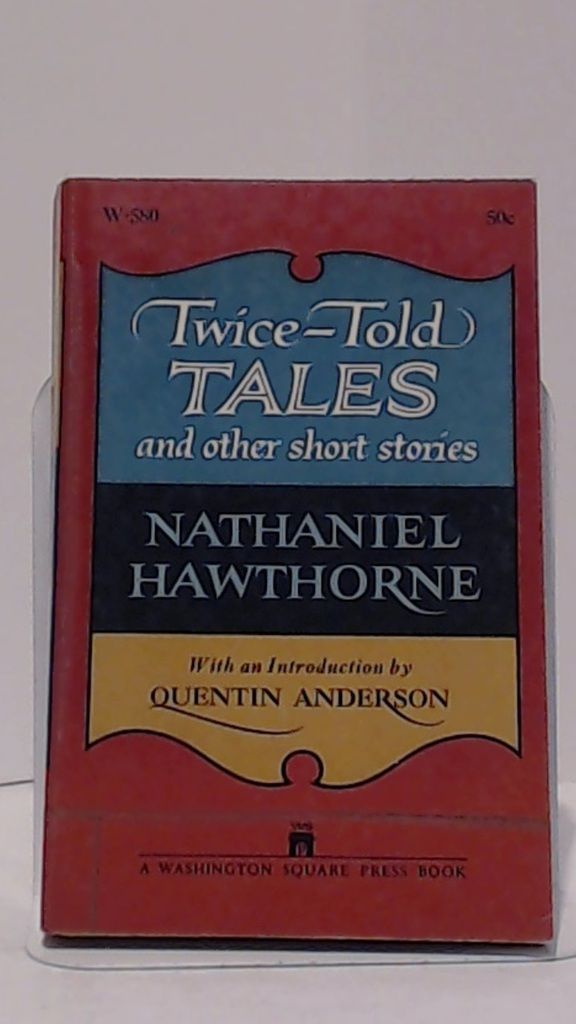 W·580 50c
Twice-Told
TALES
and other short stories
NATHANIEL
HAWTHORNE
With an Introduction by
QUENTIN ANDERSON
A WASHINGTON SQUARE PRESS BOOK